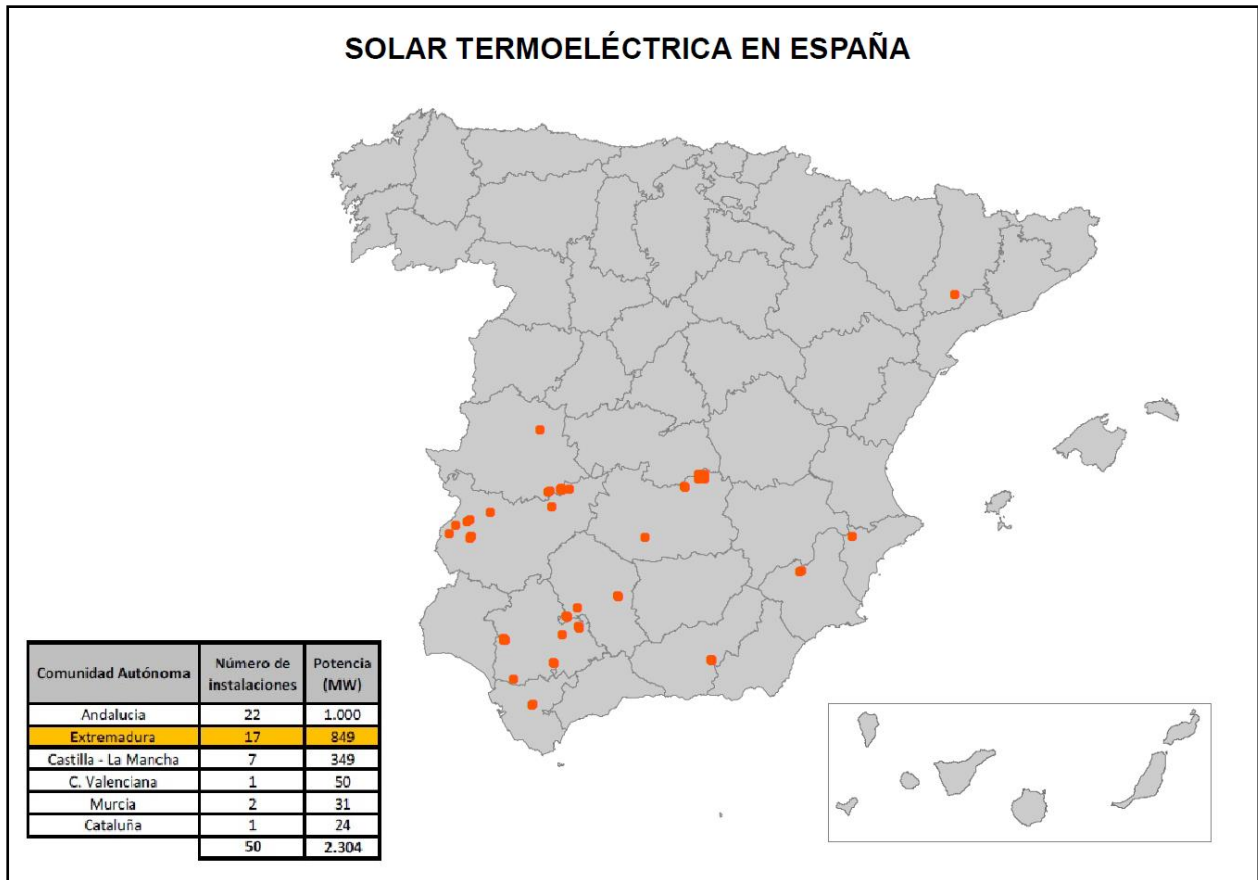 SOLAR TERMOELÉCTRICA EN ESPAÑA
Comunidad Autónoma Número de instalaciones Potencia (MW)
Andalucia 22 1.000
Extremadura 17 849
Castilla - La Mancha 7 349
C. Valenciana 1 50
Murcia 2 31
Cataluña 1 24
50 2.304